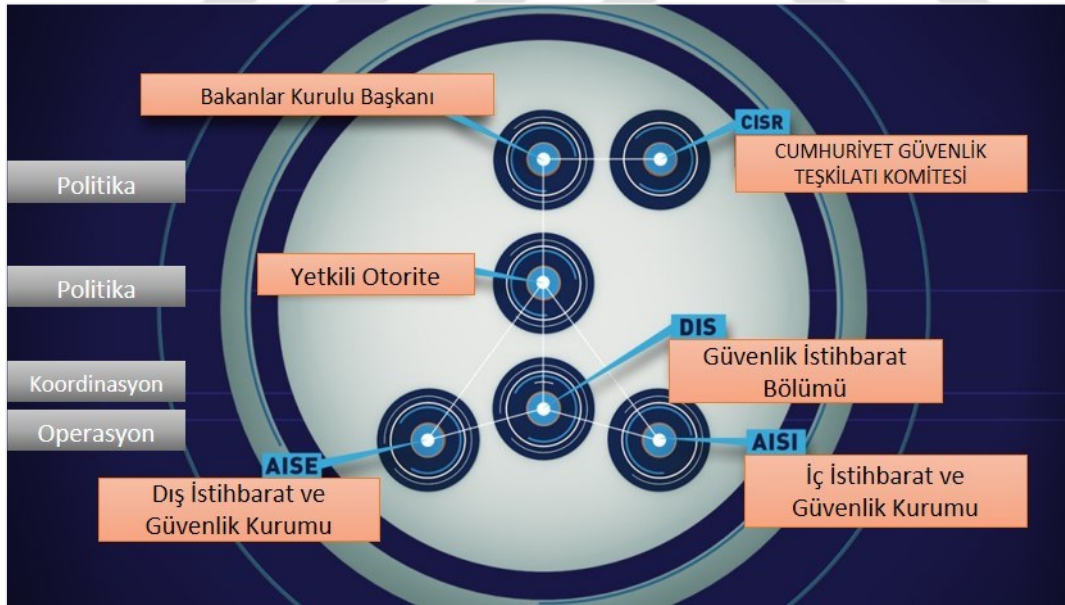 Bakanlar Kurulu Başkanı
CISR
CUMHURİYET GÜVENLİK
TEŞKİLATI KOMİTESİ
Politika
Yetkili Otorite
Politika
DIS
Güvenlik İstihbarat
Bölümü
Koordinasyon
Operasyon
AISE
Dış İstihbarat ve
Güvenlik Kurumu
AISI
İç İstihbarat ve
Güvenlik Kurumu